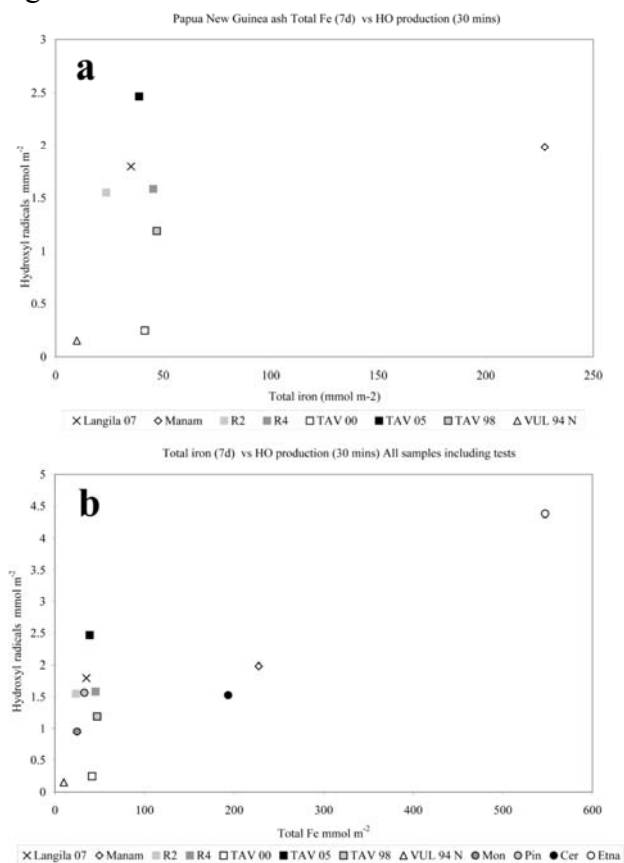 Papua New Guinea ash Total Fe (7d) vs HO production (30 mins)
a
Hydroxyl radicals mmol m⁻²
3
2.5
2
1.5
1
0.5
0
0 50 100 150 200 250
Total iron (mmol m-2)
× Langila 07 ◇ Manam R2 R4 TAV 00 TAV 05 TAV 98 VUL 94 N
Total iron (7d) vs HO production (30 mins) All samples including tests
b
Hydroxyl radicals mmol m⁻²
5
4.5
4
3.5
3
2.5
2
1.5
1
0.5
0
0 100 200 300 400 500 600
Total Fe mmol m⁻²
× Langila 07 ◇ Manam R2 R4 TAV 00 TAV 05 TAV 98 VUL 94 N Mon Pin Cer Etna